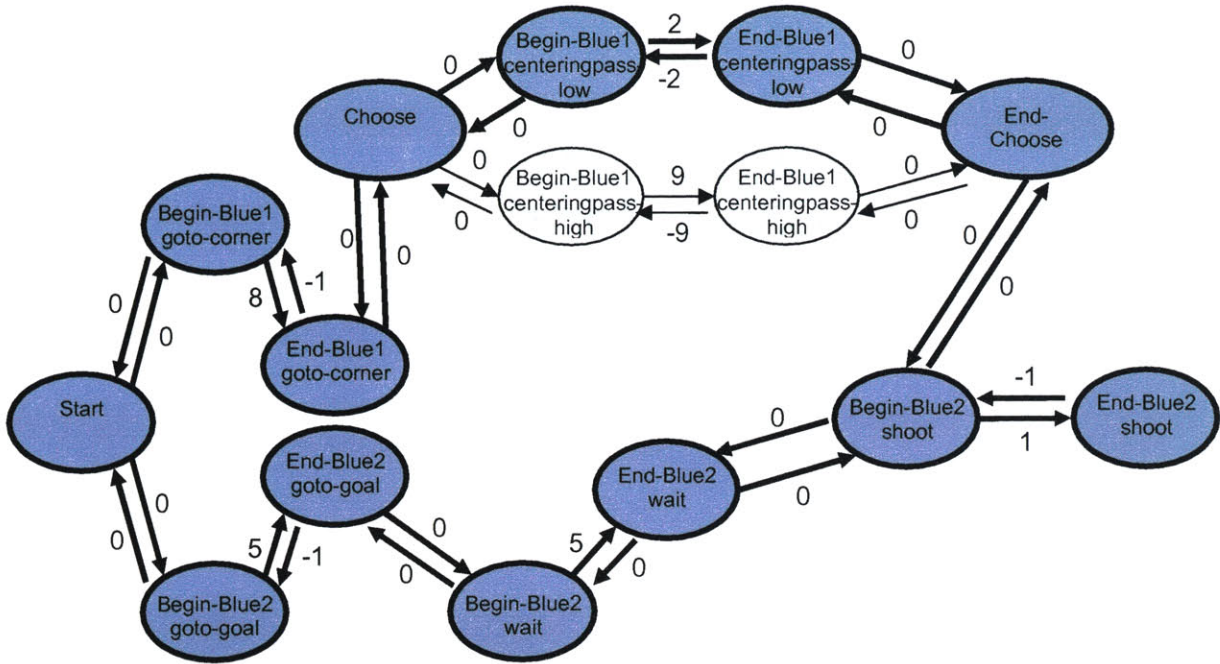 2
Begin-Blue1
centeringpass-
low
End-Blue1
centeringpass-
low
-2
0
0
0
0
Choose
End-
Choose
0
0
Begin-Blue1
centeringpass-
high
9
-9
End-Blue1
centeringpass-
high
0
0
Begin-Blue1
goto-corner
0
0
0
0
8
-1
0
0
End-Blue1
goto-corner
Start
Begin-Blue2
shoot
-1
1
End-Blue2
shoot
End-Blue2
goto-goal
0
0
End-Blue2
wait
0
0
5
-1
0
0
5
0
Begin-Blue2
goto-goal
Begin-Blue2
wait